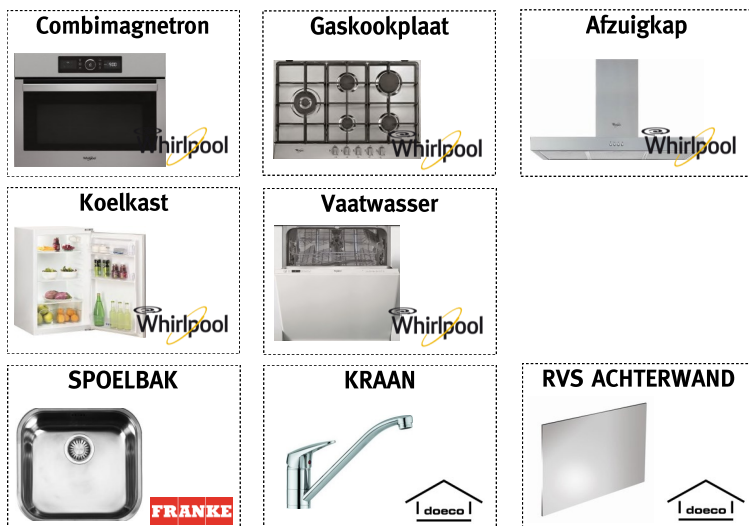 Combimagnetron
Whirlpool
Gaskookplaat
Whirlpool
Afzuigkap
Whirlpool
Koelkast
Whirlpool
Vaatwasser
Whirlpool
SPOELBAK
FRANKE
KRAAN
doeco
RVS ACHTERWAND
doeco